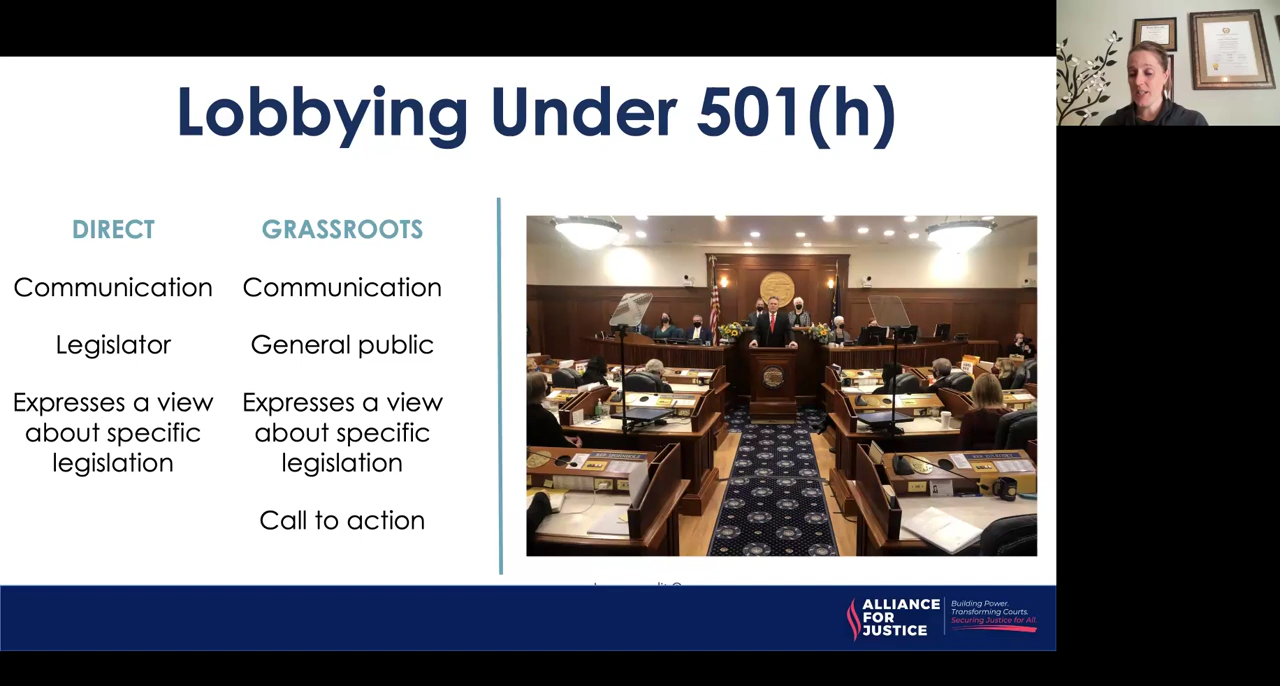 Lobbying Under 501(h)
DIRECT
Communication
Legislator
Expresses a view
about specific
legislation
GRASSROOTS
Communication
General public
Expresses a view
about specific
legislation
Call to action
ALLIANCE
FOR
JUSTICE
Building Power.
Transforming Courts.
Securing Justice for All.